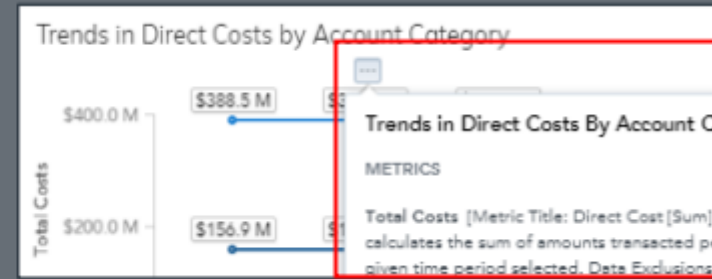 Trends in Direct Costs by Account Category
$388.5 M
$400.0 M
Trends in Direct Costs By Account
METRICS
Total Costs [Metric Title: Direct Cost [Sum]
$156.9 M
$200.0 M
calculates the sum of amounts transacted
given time period selected. Data Exclusions
Total Costs